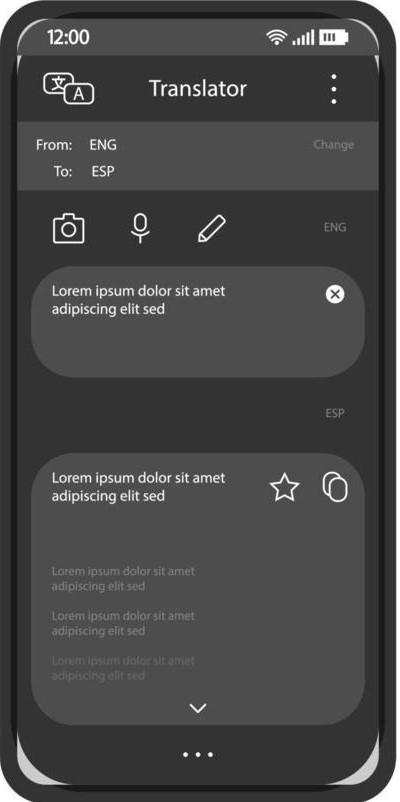 12:00
文 A
Translator
From: ENG
Change
To: ESP
ENG
Lorem ipsum dolor sit amet
adipiscing elit sed
ESP
Lorem ipsum dolor sit amet
adipiscing elit sed
Lorem ipsum dolor sit amet
adipiscing elit sed
Lorem ipsum dolor sit amet
adipiscing elit sed
Lorem ipsum dolor sit amet
adipiscing elit sed